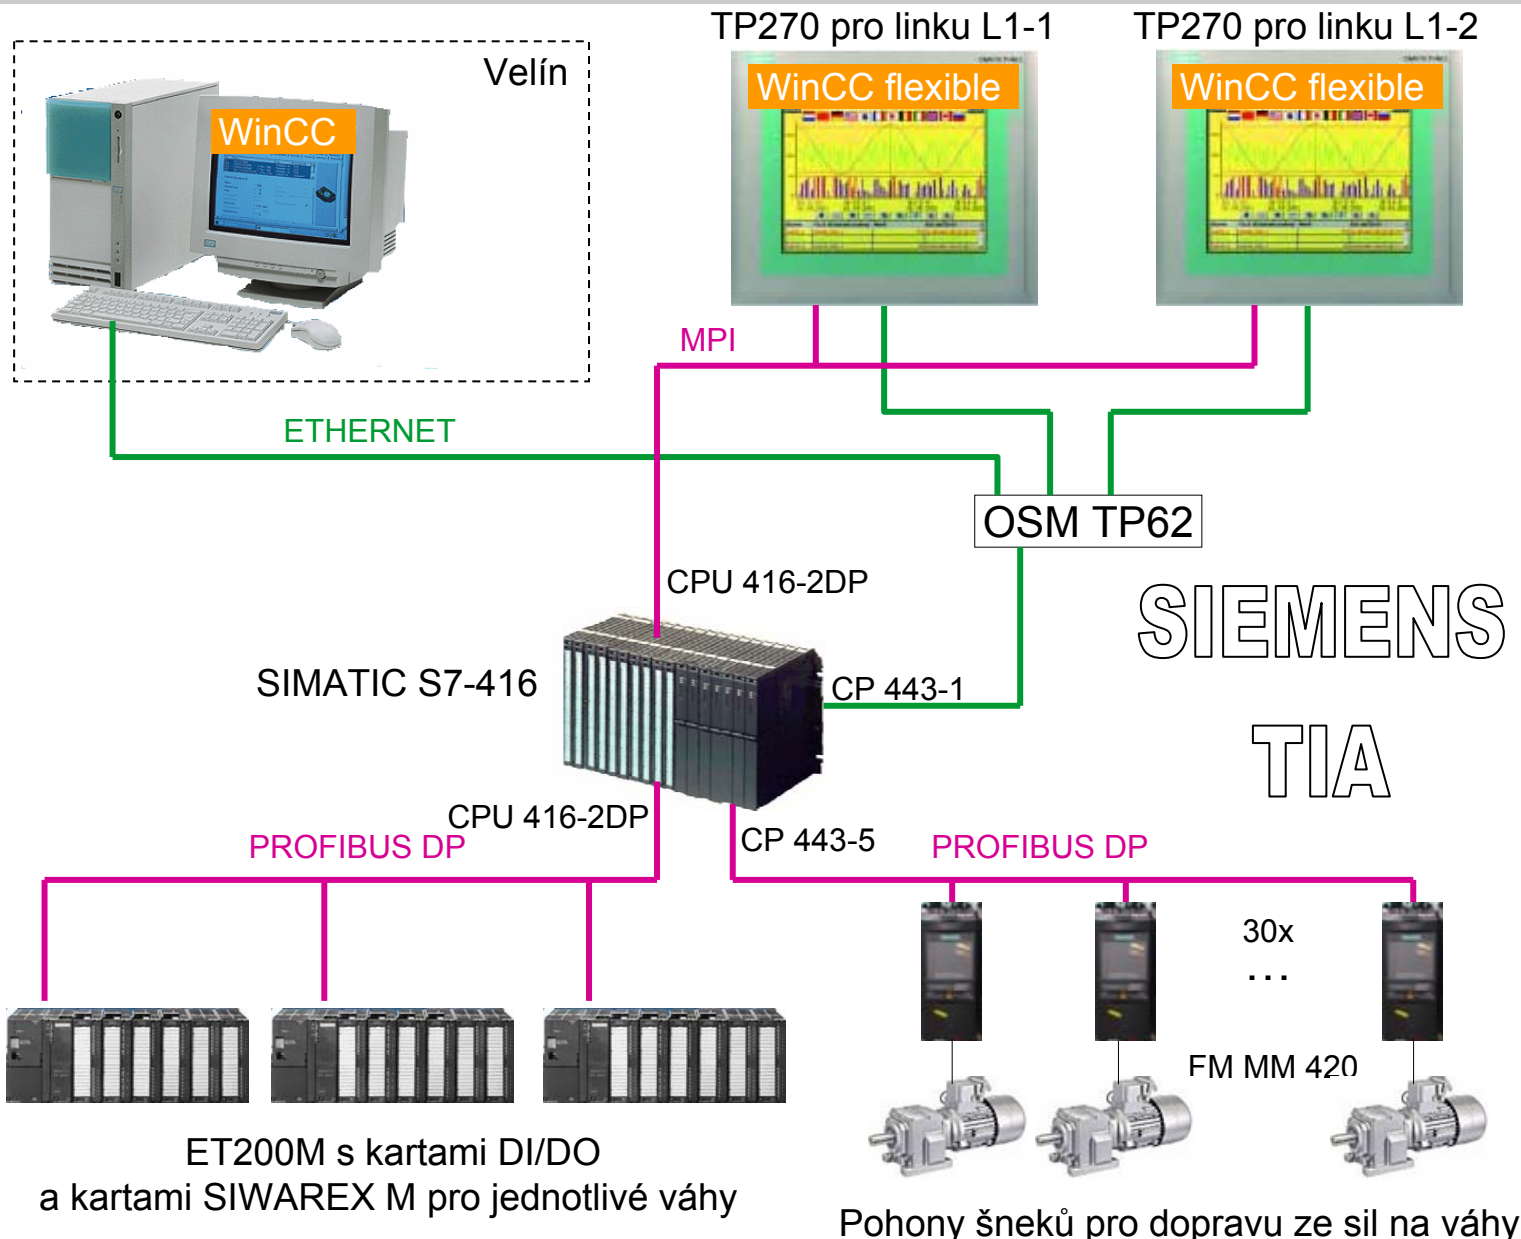 TP270 pro linku L1-1
TP270 pro linku L1-2
Velín
WinCC
WinCC flexible
WinCC flexible
MPI
ETHERNET
OSM TP62
CPU 416-2DP
SIEMENS
SIMATIC S7-416
CP 443-1
TIA
CPU 416-2DP
CP 443-5
PROFIBUS DP
PROFIBUS DP
30x
...
FM MM 420
ET200M s kartami DI/DO
a kartami SIWAREX M pro jednotlivé váhy
Pohony šneků pro dopravu ze sil na váhy